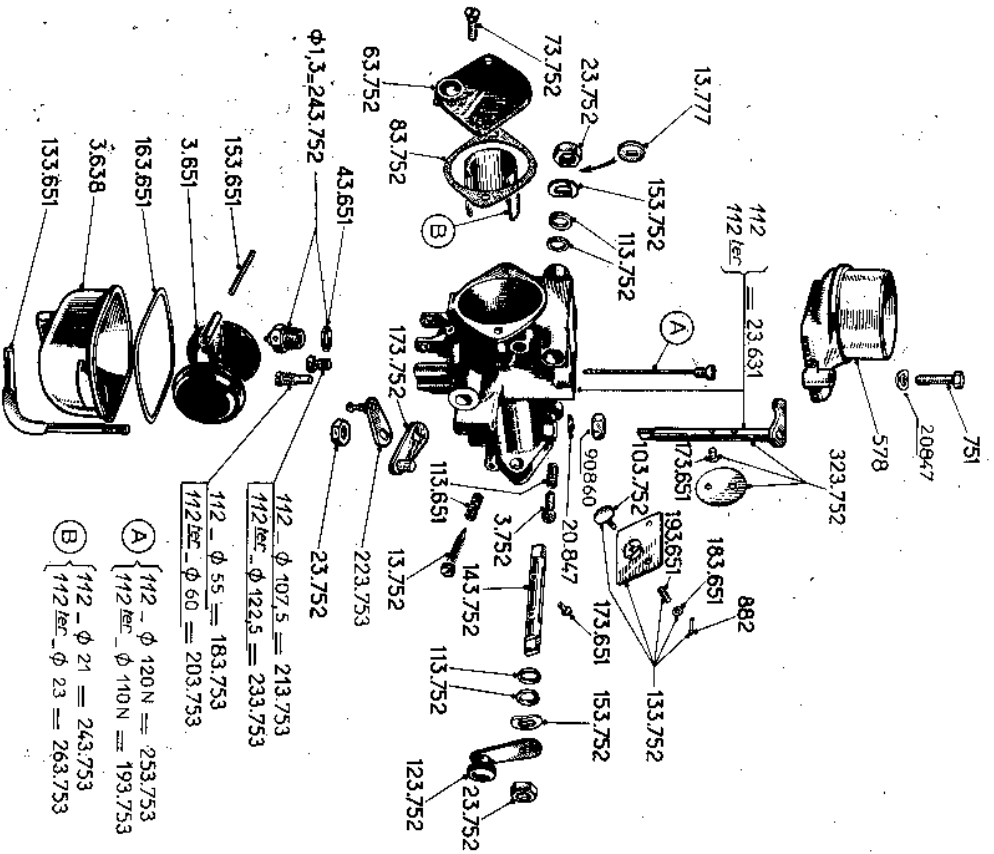 73.752
63.752
Φ1,3=243.752
23.752
13.777
83.752
153.752
113.752
B
43.651
153.651
3.651
163.651
3.638
133.651
173.752
112
112 ter
= 23.631
A
578
20847
751
323.752
173.651
90860
20.847
103.752
193.651
183.651
882
133.752
3.752
113.651
13.752
143.752
173.651
223.753
23.752
113.752
153.752
123.752
23.752
112 _ Φ 107,5 = 213.753
112 ter _ Φ 122,5 = 233.753
112 _ Φ 55 = 183.753
112 ter _ Φ 60 = 203.753
A
112 _ Φ 120N = 253.753
112 ter _ Φ 110N = 193.753
B
112 _ Φ 21 = 243.753
112 ter _ Φ 23 = 263.753